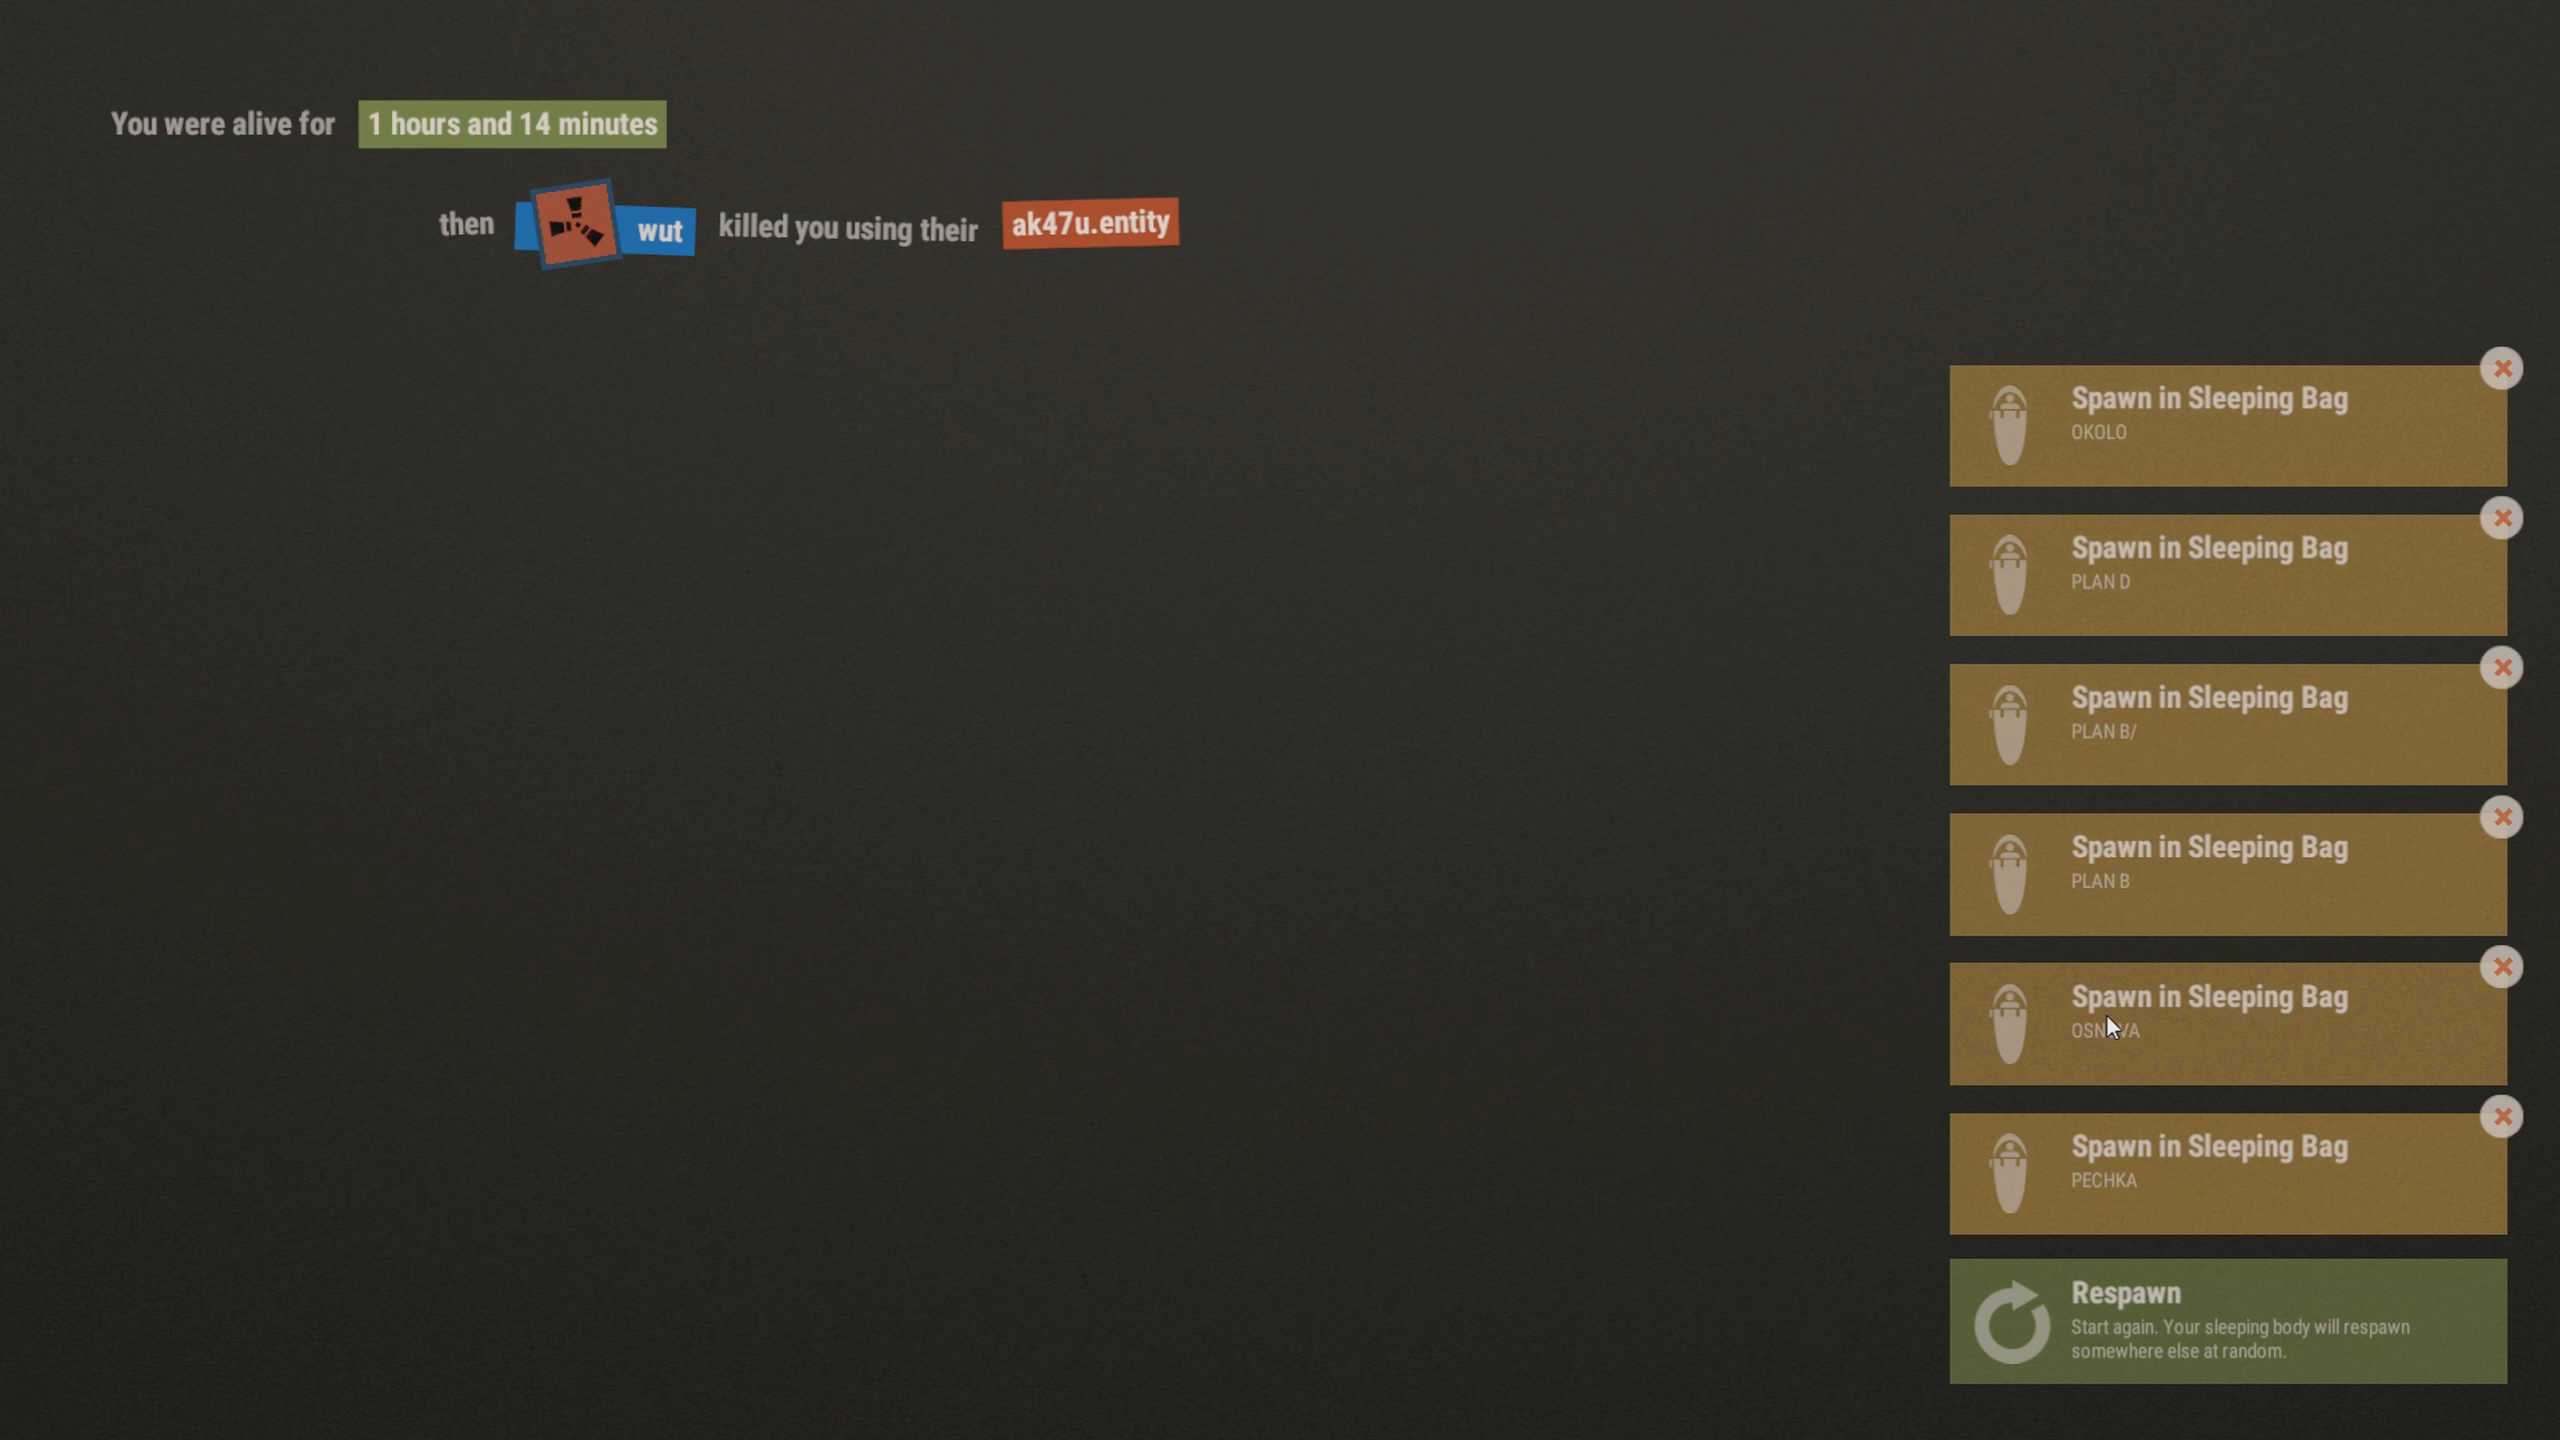 You were alive for 1 hours and 14 minutes
then wut killed you using their ak47u.entity
Spawn in Sleeping Bag
OKOLO
Spawn in Sleeping Bag
PLAN D
Spawn in Sleeping Bag
PLAN B/
Spawn in Sleeping Bag
PLAN B
Spawn in Sleeping Bag
Spawn in Sleeping Bag
PECHKA
Respawn
Start again. Your sleeping body will respawn
somewhere else at random.